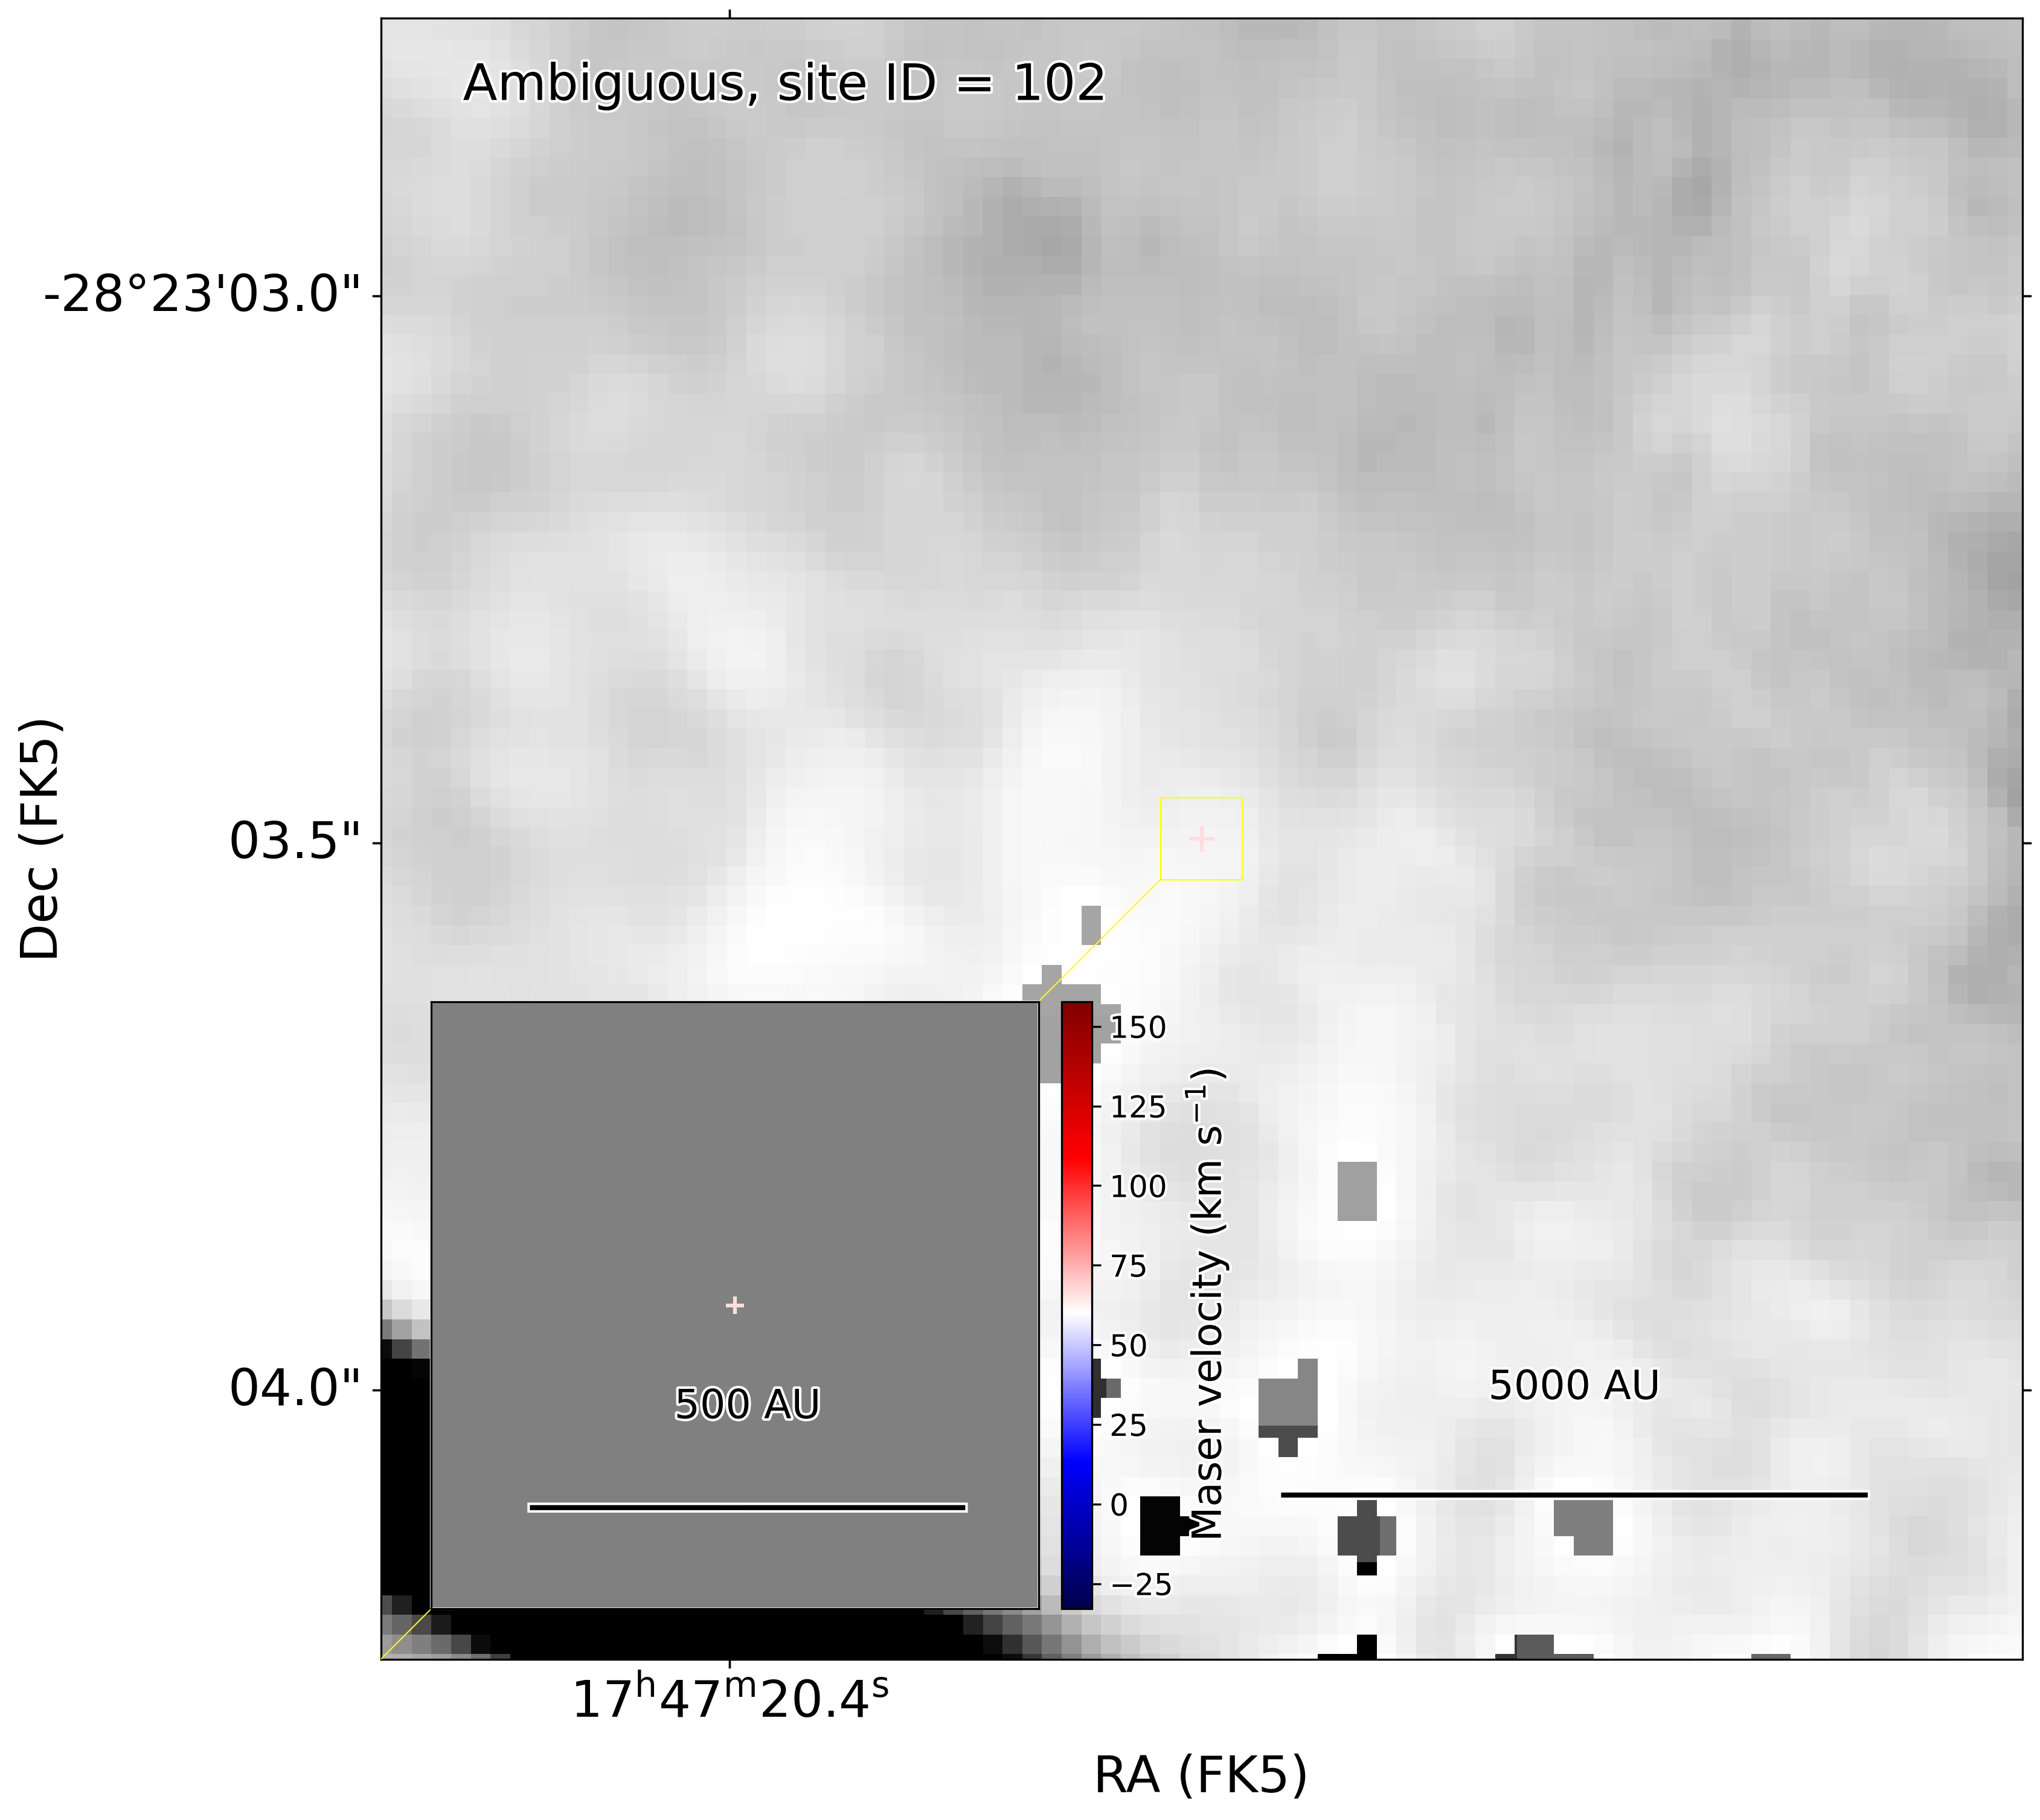 Ambiguous, site ID = 102
-28°23'03.0"
03.5"
04.0"
Dec (FK5)
150
125
100
75
50
25
0
−25
Maser velocity (km s⁻¹)
500 AU
5000 AU
17ʰ47ᵐ20.4ˢ
RA (FK5)